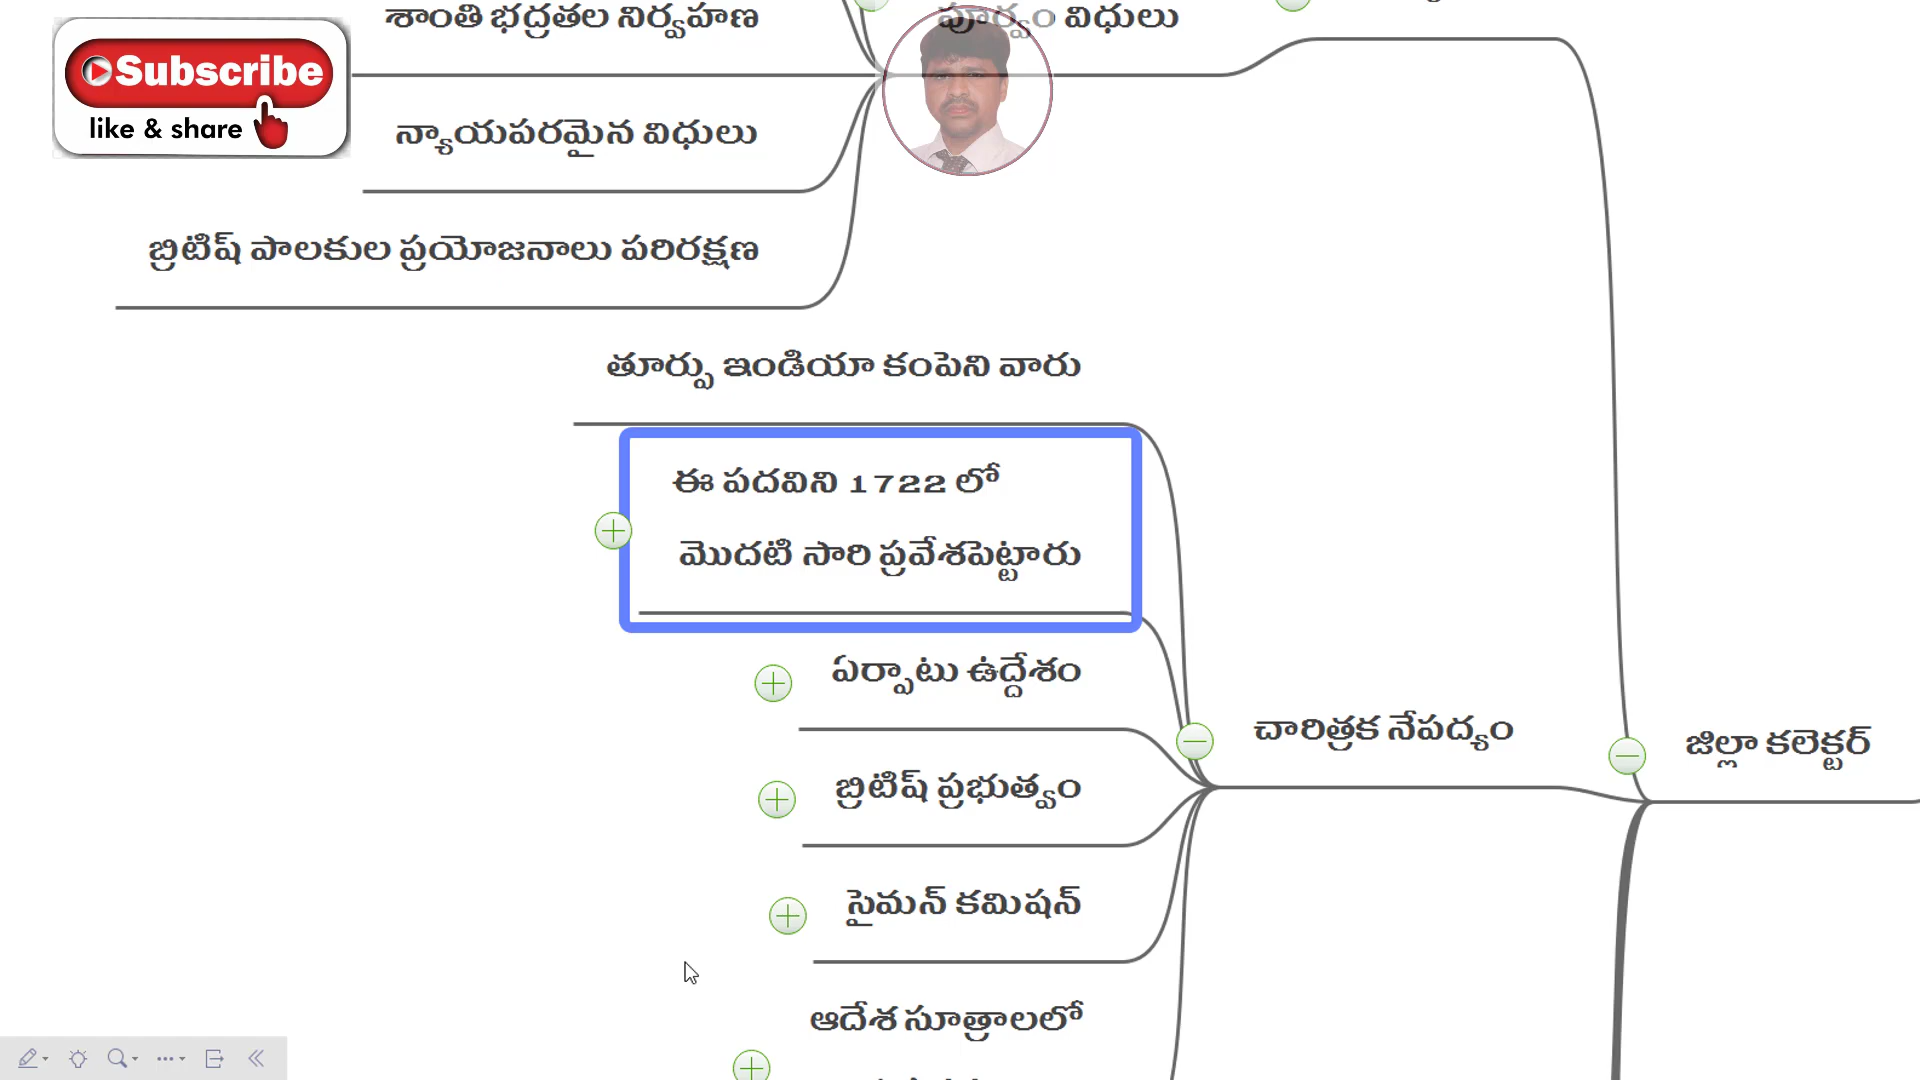 శాంతి భద్రతల నిర్వహణ
పూర్వం విధులు
Subscribe
like & share
న్యాయపరమైన విధులు
బ్రిటిష్ పాలకుల ప్రయోజనాలు పరిరక్షణ
తూర్పు ఇండియా కంపెని వారు
ఈ పదవిని 1722 లో
మొదటి సారి ప్రవేశపెట్టారు
ఏర్పాటు ఉద్దేశం
బ్రిటిష్ ప్రభుత్వం
చారిత్రక నేపద్యం
జిల్లా కలెక్టర్
సైమన్ కమిషన్
ఆదేశ సూత్రాలలో